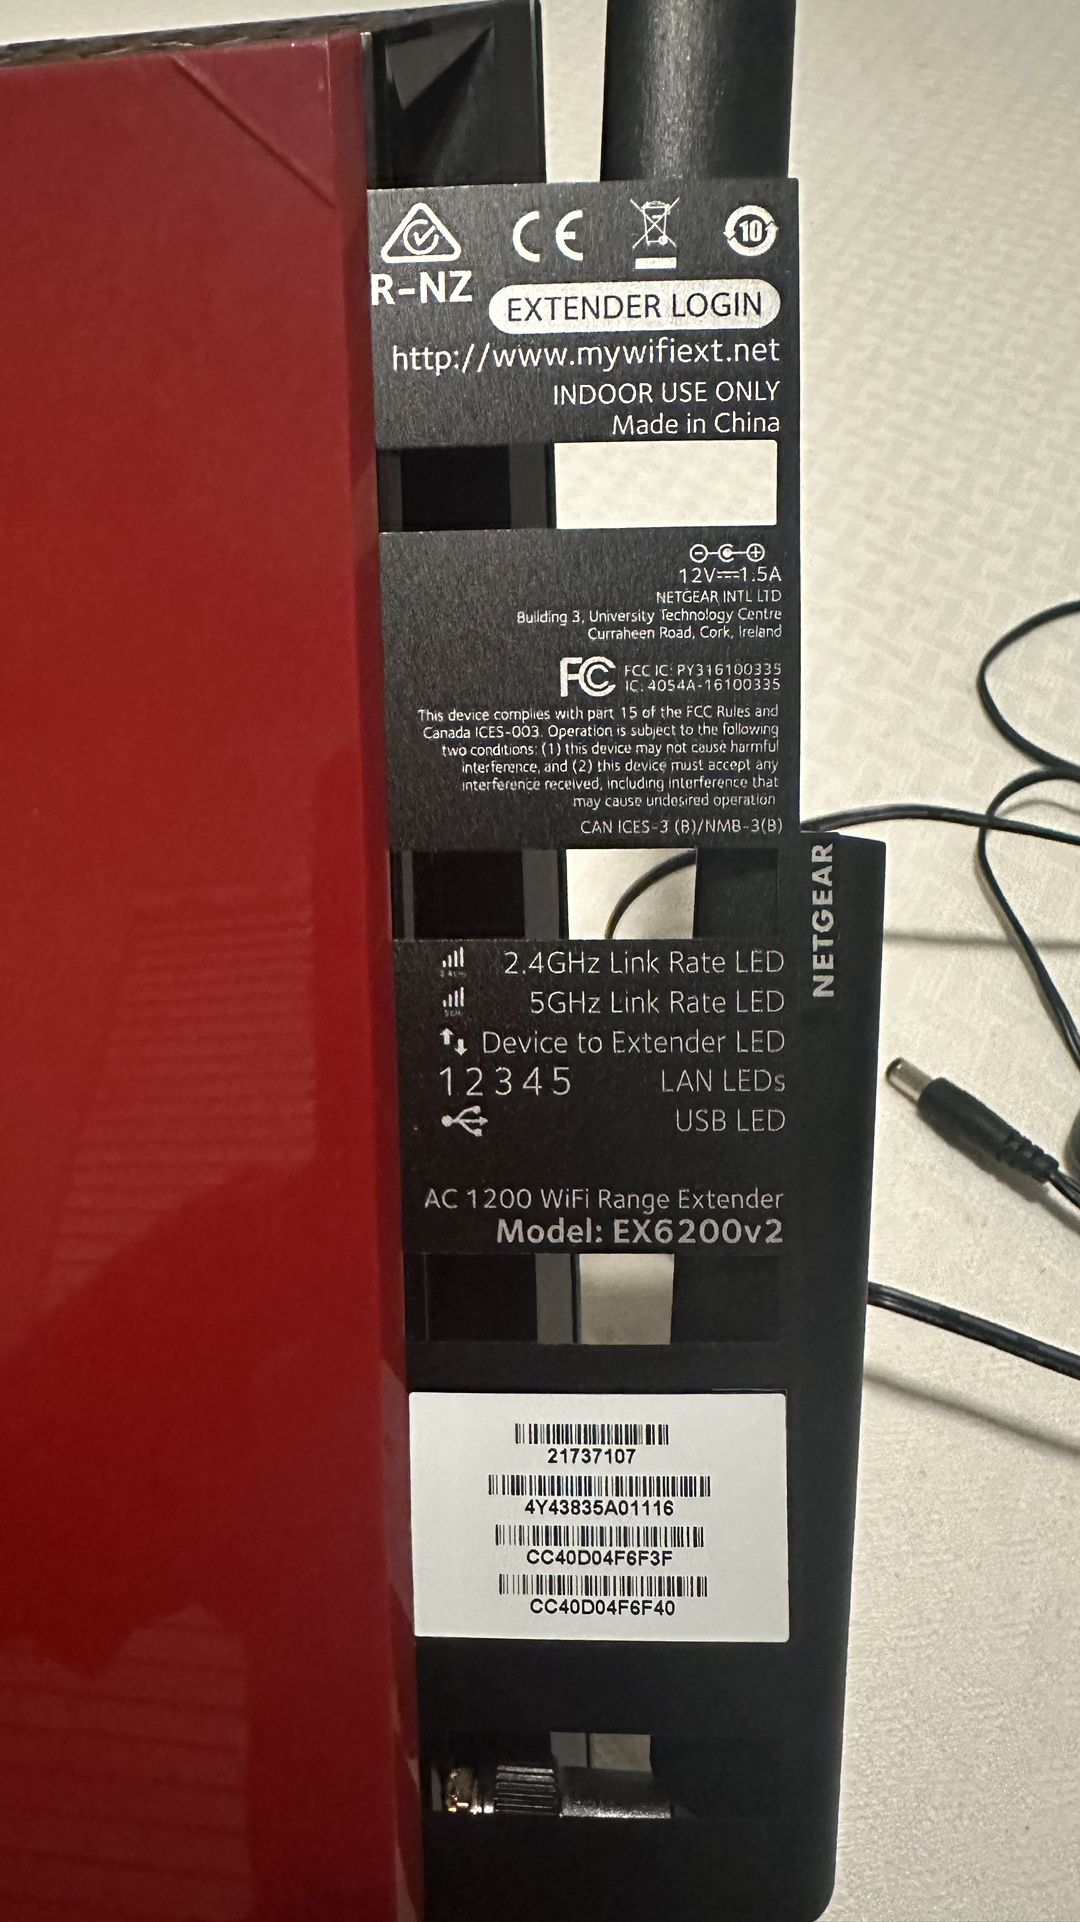 R-NZ
CE
10
EXTENDER LOGIN
http://www.mywifiext.net
INDOOR USE ONLY
Made in China
12V⎓1.5A
NETGEAR INTL LTD
Building 3, University Technology Centre
Curraheen Road, Cork, Ireland
FC FCC IC: PY316100335
IC: 4054A-16100335
This device complies with part 15 of the FCC Rules and
Canada ICES-003. Operation is subject to the following
two conditions: (1) this device may not cause harmful
interference, and (2) this device must accept any
interference received, including interference that
may cause undesired operation
CAN ICES-3 (B)/NMB-3(B)
NETGEAR
2.4GHz Link Rate LED
5GHz Link Rate LED
Device to Extender LED
1 2 3 4 5 LAN LEDs
USB LED
AC 1200 WiFi Range Extender
Model: EX6200v2
21737107
4Y43835A01116
CC40D04F6F3F
CC40D04F6F40